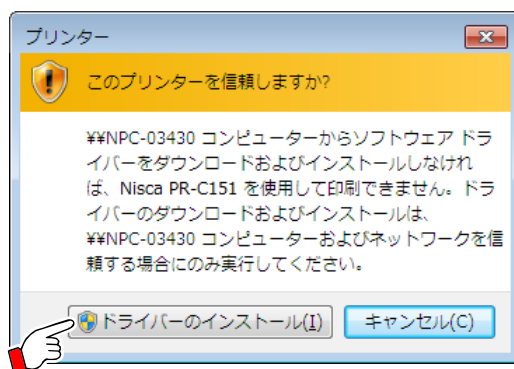 プリンター
このプリンターを信頼しますか?
¥¥NPC-03430 コンピューターからソフトウェア ドラ
イバーをダウンロードおよびインストールしなけれ
ば、Nisca PR-C151 を使用して印刷できません。ドラ
イバーのダウンロードおよびインストールは、
¥¥NPC-03430 コンピューターおよびネットワークを信
頼する場合にのみ実行してください。
ドライバーのインストール(I) キャンセル(C)